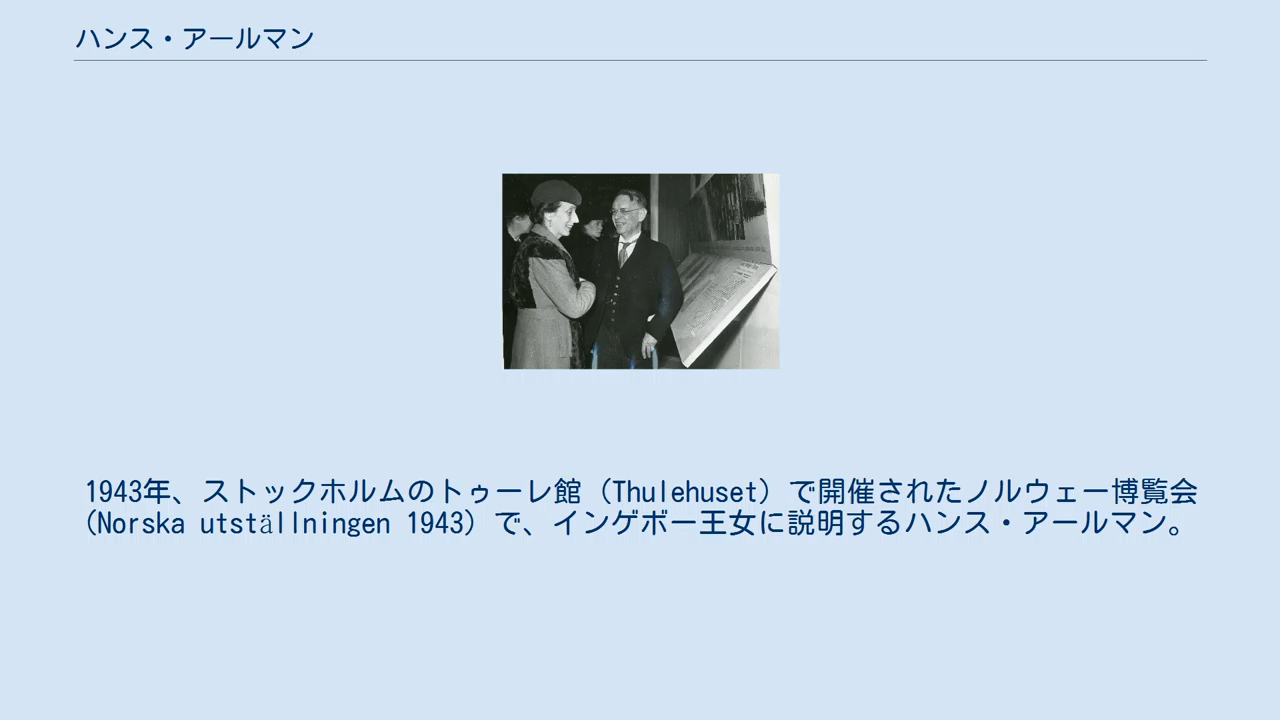 ハンス・アールマン
1943年、ストックホルムのトゥーレ館（Thulehuset）で開催されたノルウェー博覧会
(Norska utställningen 1943）で、インゲボー王女に説明するハンス・アールマン。